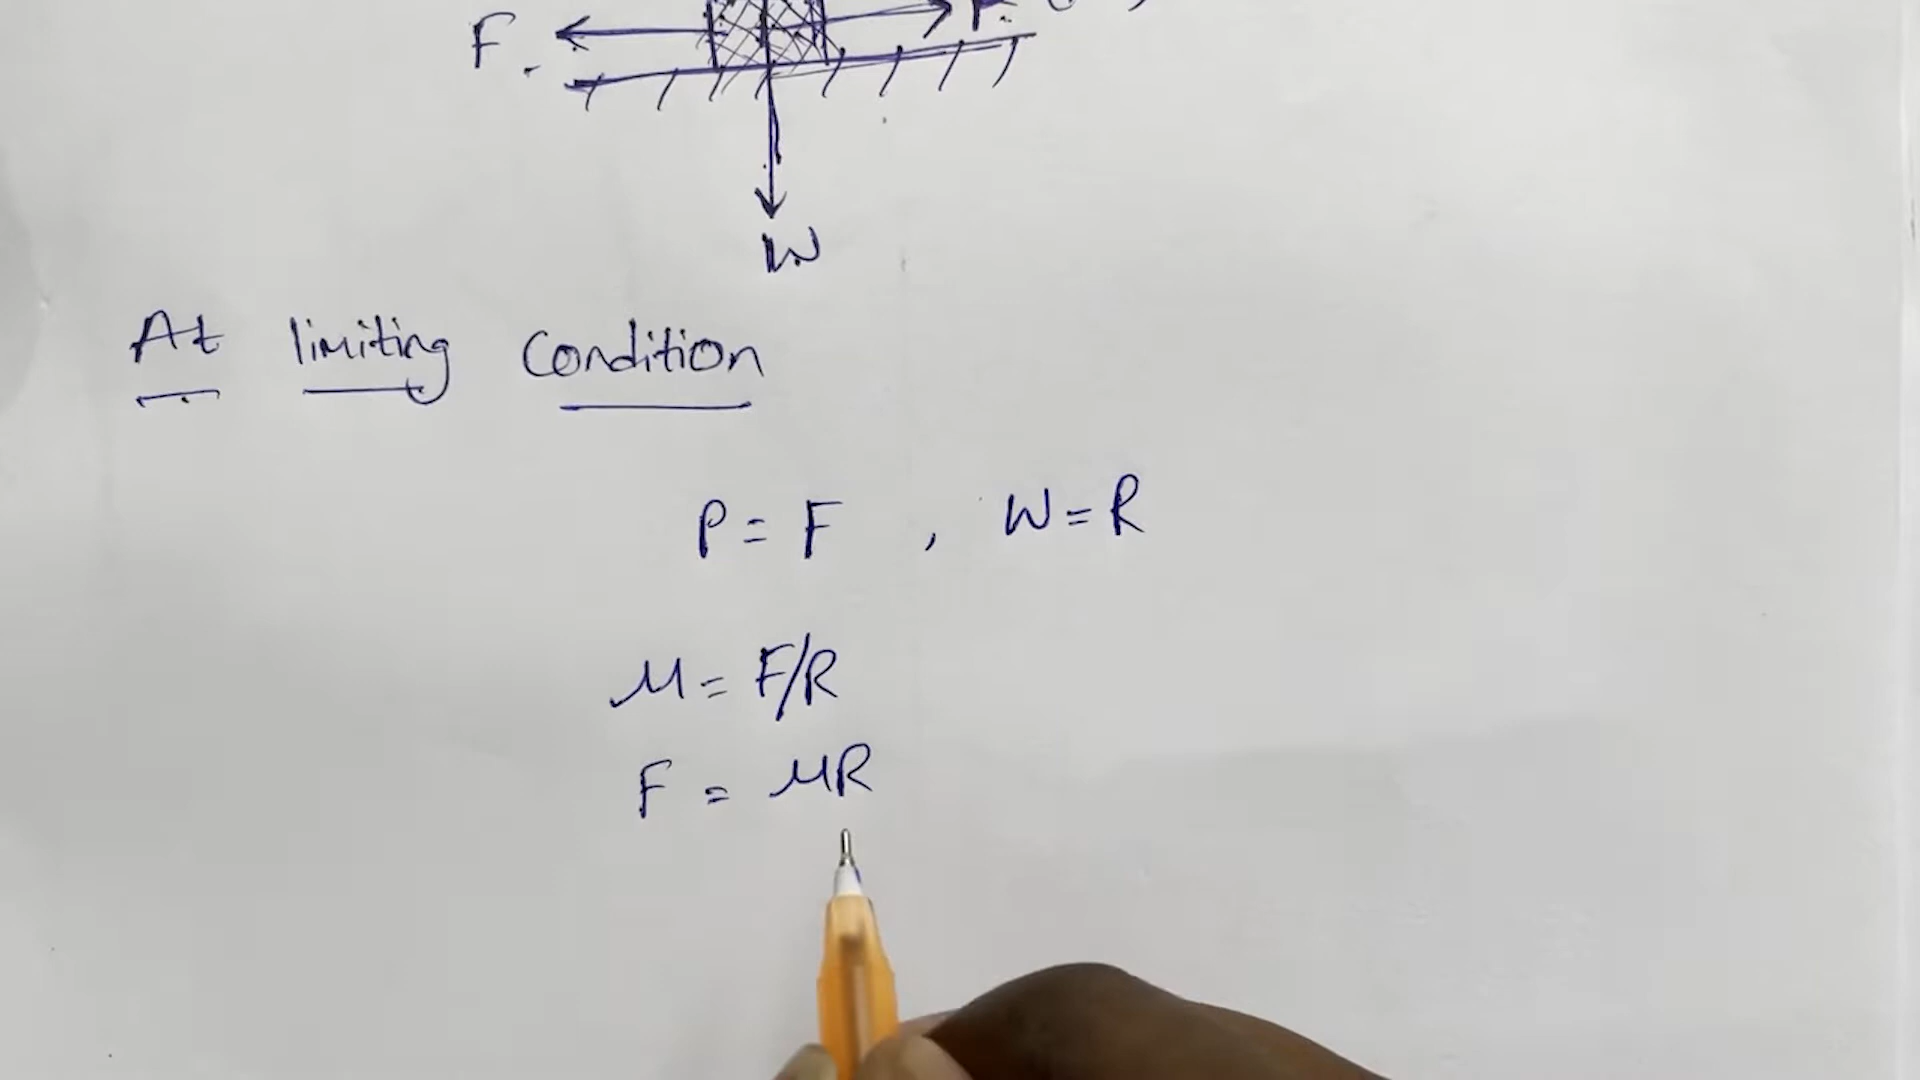 F.
W
At limiting Condition
P = F , W = R
μ = F/R
F = μR